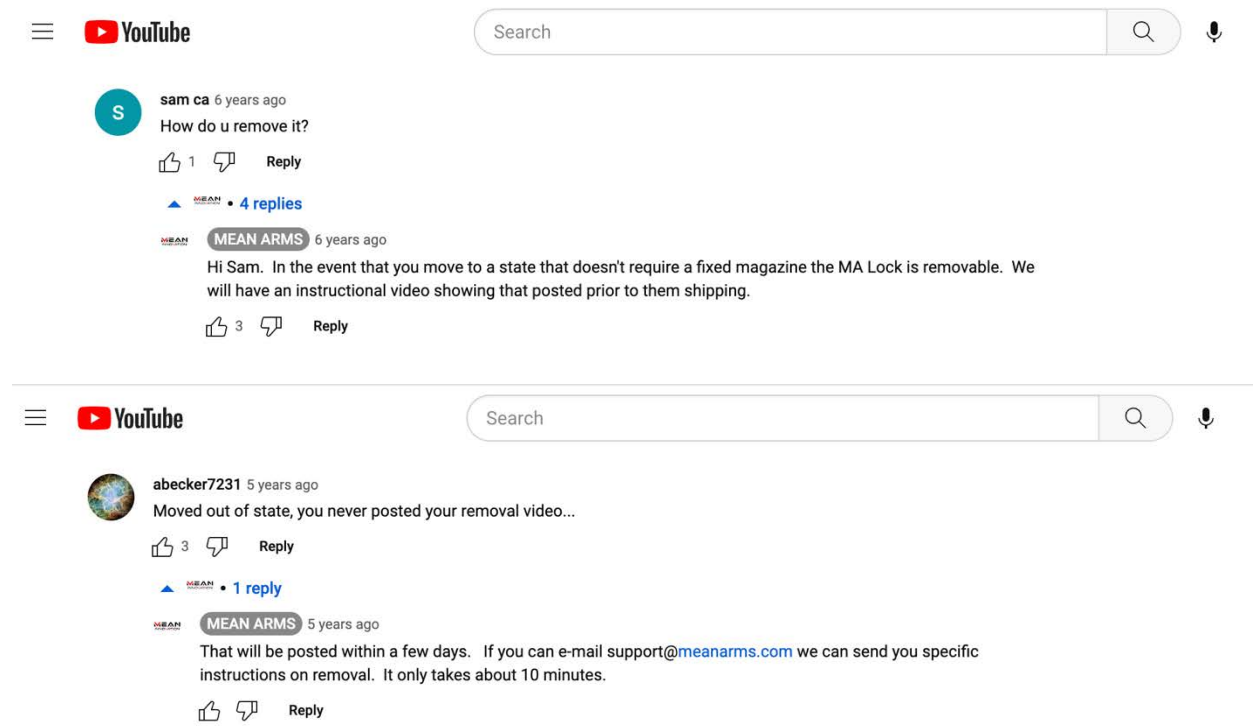 YouTube
Search
S
sam ca 6 years ago
How do u remove it?
1 Reply
MEAN • 4 replies
MEAN MEAN ARMS 6 years ago
Hi Sam. In the event that you move to a state that doesn't require a fixed magazine the MA Lock is removable. We
will have an instructional video showing that posted prior to them shipping.
3 Reply
YouTube
Search
abecker7231 5 years ago
Moved out of state, you never posted your removal video...
3 Reply
MEAN • 1 reply
MEAN MEAN ARMS 5 years ago
That will be posted within a few days. If you can e-mail support@meanarms.com we can send you specific
instructions on removal. It only takes about 10 minutes.
Reply